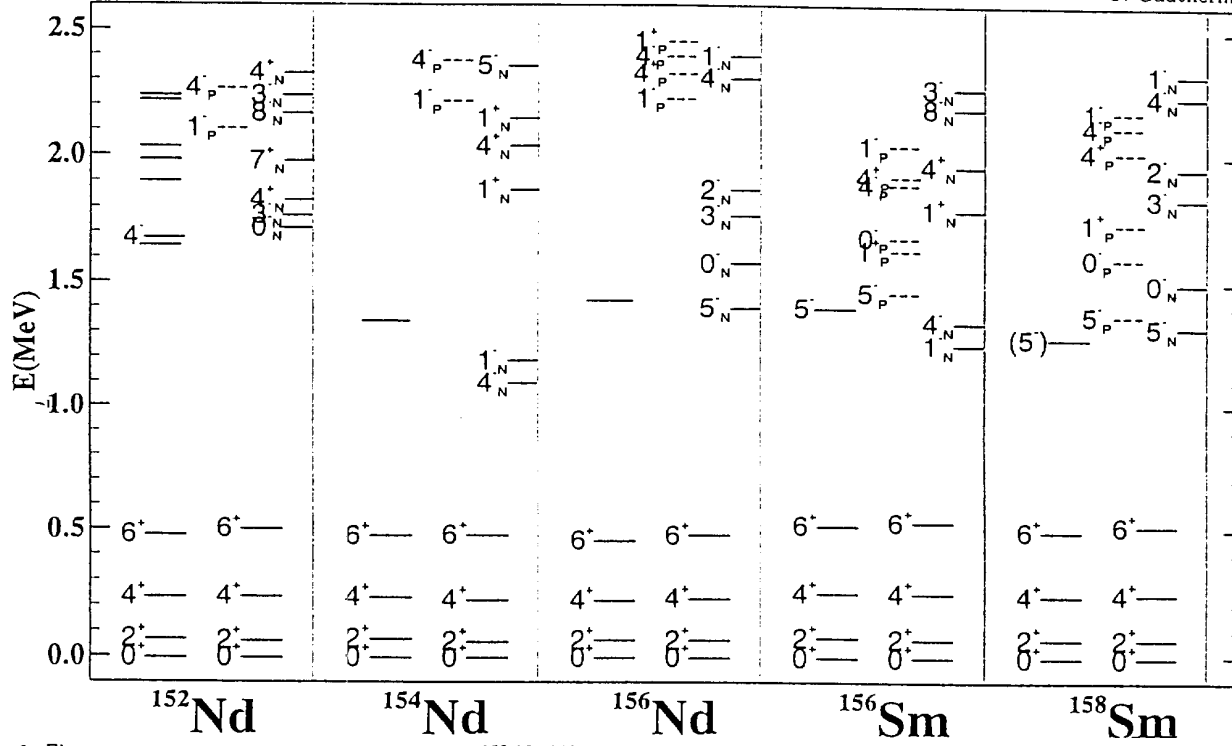 2.5
2.0
1.5
1.0
0.5
0.0
E(MeV)
4⁻
6⁺ 6⁺
4⁺ 4⁺
2⁺ 2⁺
0⁺ 0⁺
4⁻P
1⁻P
4⁺N
3⁻N
8⁻N
7⁺N
4⁺N
3⁻N
0⁻N
¹⁵²Nd
4⁻P
1⁻P
5⁻N
1⁺N
4⁺N
1⁺N
1⁻N
4⁻N
6⁺ 6⁺
4⁺ 4⁺
2⁺ 2⁺
0⁺ 0⁺
¹⁵⁴Nd
1⁺P
4⁻P
4⁺P
1⁻P
1⁻N
4⁻N
2⁻N
3⁻N
0⁻N
5⁻N
6⁺ 6⁺
4⁺ 4⁺
2⁺ 2⁺
0⁺ 0⁺
¹⁵⁶Nd
5⁻
1⁻P
4⁺P
4⁻P
0⁻P
1⁺P
5⁻P
3⁻N
8⁻N
4⁺N
1⁺N
4⁻N
1⁻N
6⁺ 6⁺
4⁺ 4⁺
2⁺ 2⁺
0⁺ 0⁺
¹⁵⁶Sm
(5⁻)
1⁻P
4⁻P
4⁺P
1⁺P
0⁻P
5⁻P
1⁻N
4⁻N
2⁻N
3⁻N
0⁻N
5⁻N
6⁺ 6⁺
4⁺ 4⁺
2⁺ 2⁺
0⁺ 0⁺
¹⁵⁸Sm